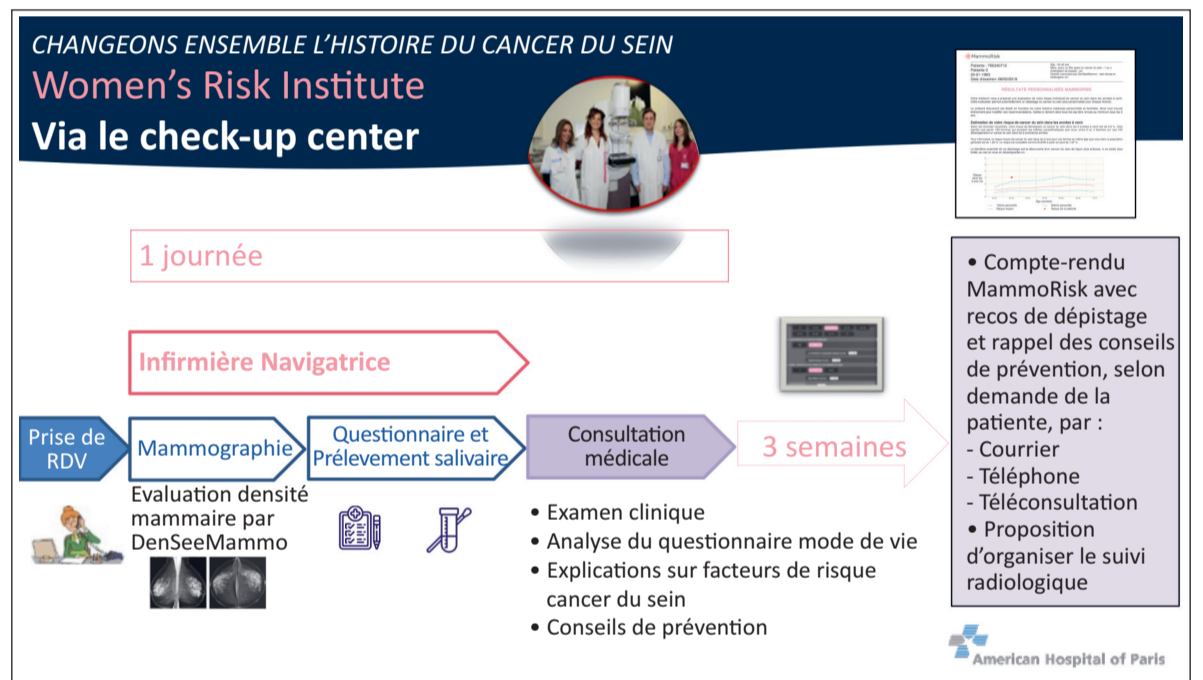 CHANGEONS ENSEMBLE L'HISTOIRE DU CANCER DU SEIN
Women's Risk Institute
Via le check-up center
MammoRisk
RÉSULTATS PERSONNALISÉS MAMMORISK
1 journée
Infirmière Navigatrice
Prise de
RDV
Mammographie
Questionnaire et
Prélevement salivaire
Consultation
médicale
3 semaines
Evaluation densité
mammaire par
DenSeeMammo
• Examen clinique
• Analyse du questionnaire mode de vie
• Explications sur facteurs de risque
cancer du sein
• Conseils de prévention
• Compte-rendu
MammoRisk avec
recos de dépistage
et rappel des conseils
de prévention, selon
demande de la
patiente, par :
- Courrier
- Téléphone
- Téléconsultation
• Proposition
d'organiser le suivi
radiologique
American Hospital of Paris